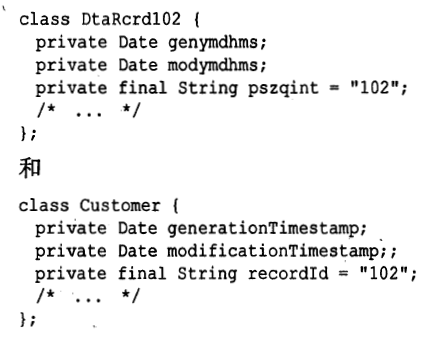 class DtaRcrd102 {
private Date genymdhms;
private Date modymdhms;
private final String pszqint = "102";
/* ... */
};
和
class Customer {
private Date generationTimestamp;
private Date modificationTimestamp;;
private final String recordId = "102";
/* ... */
};